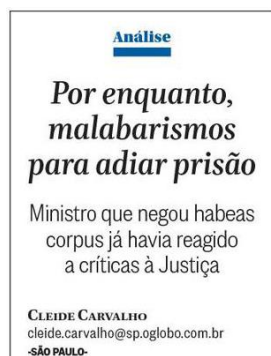 Análise
Por enquanto,
malabarismos
para adiar prisão
Ministro que negou habeas
corpus já havia reagido
a críticas à Justiça
CLEIDE CARVALHO
cleide.carvalho@sp.oglobo.com.br
-SÃO PAULO-